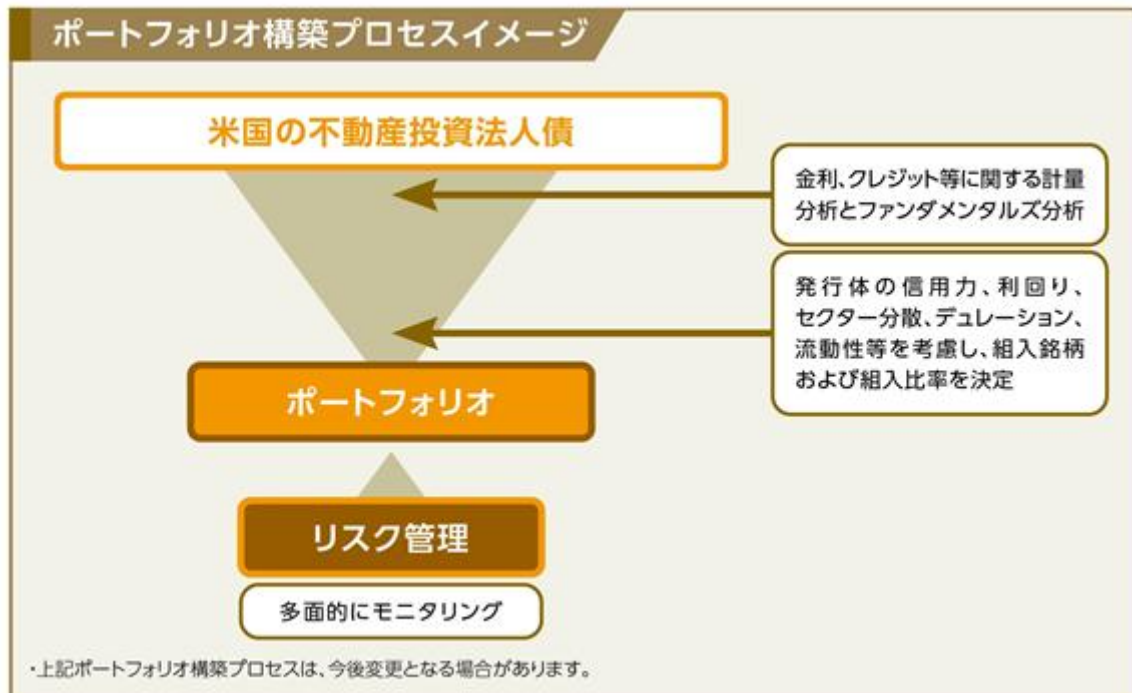 ポートフォリオ構築プロセスイメージ
米国の不動産投資法人債
金利、クレジット等に関する計量
分析とファンダメンタルズ分析
発行体の信用力、利回り、
セクター分散、デュレーション、
流動性等を考慮し、組入銘柄
および組入比率を決定
ポートフォリオ
リスク管理
多面的にモニタリング
・上記ポートフォリオ構築プロセスは、今後変更となる場合があります。